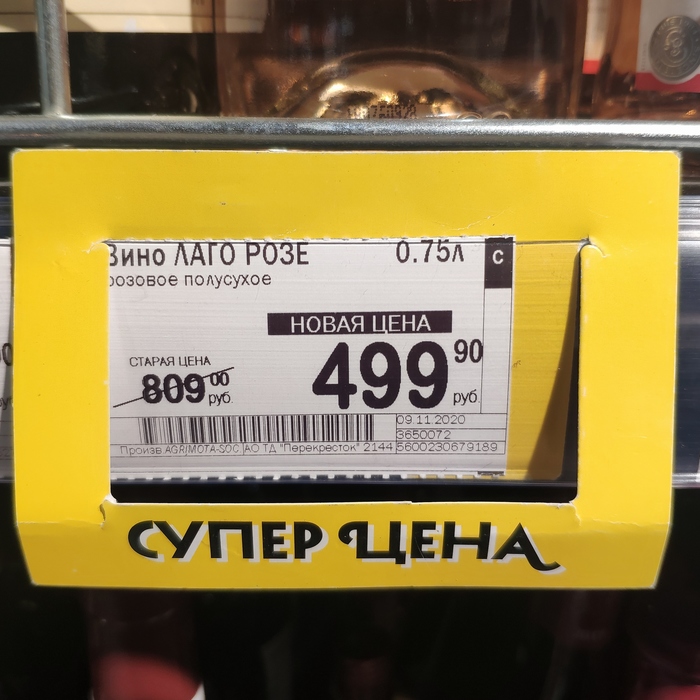 Вино ЛАГО РОЗЕ 0.75л С
розовое полусухое
НОВАЯ ЦЕНА
СТАРАЯ ЦЕНА
809 00 руб.
499 90 руб.
09.11.2020
3650072
Произв.AGRIMOTA-SOC АО ТД "Перекресток" 2144 5600230679189
СУПЕР ЦЕНА